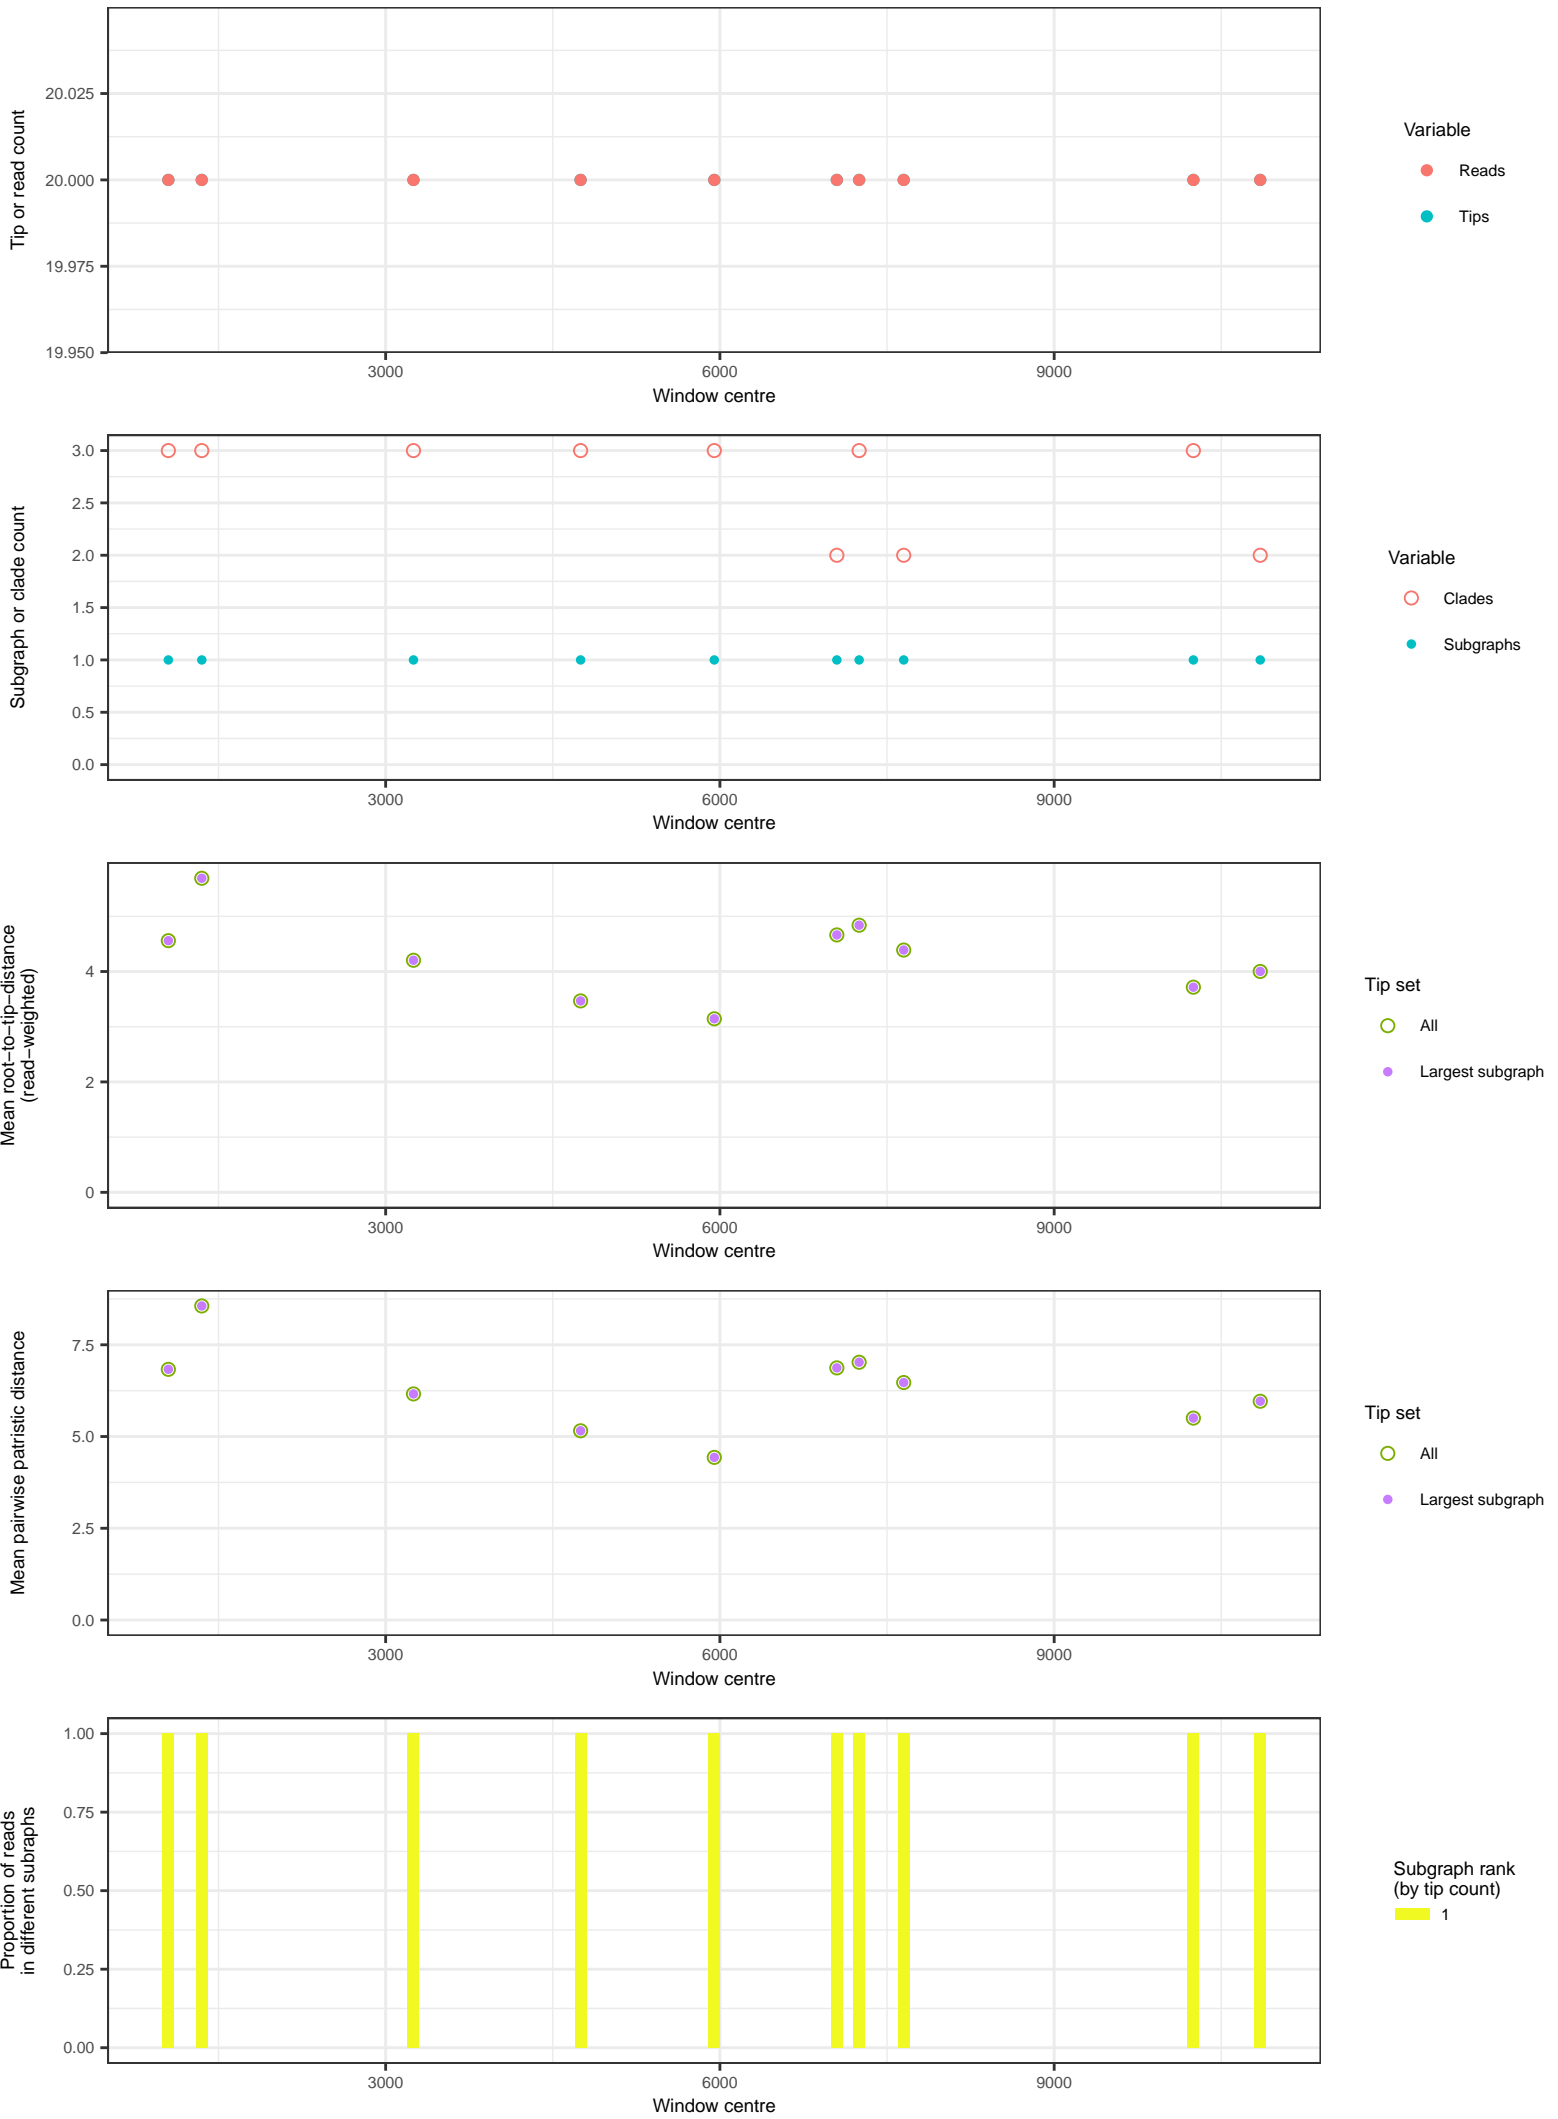 20.025
20.000
19.975
19.950
Tip or read count
3000 6000 9000
Window centre
Variable
Reads
Tips
3.0
2.5
2.0
1.5
1.0
0.5
0.0
Subgraph or clade count
3000 6000 9000
Window centre
Variable
Clades
Subgraphs
4
2
0
Mean root−to−tip−distance
(read−weighted)
3000 6000 9000
Window centre
Tip set
All
Largest subgraph
7.5
5.0
2.5
0.0
Mean pairwise patristic distance
3000 6000 9000
Window centre
Tip set
All
Largest subgraph
1.00
0.75
0.50
0.25
0.00
Proportion of reads
in different subraphs
3000 6000 9000
Window centre
Subgraph rank
(by tip count)
1